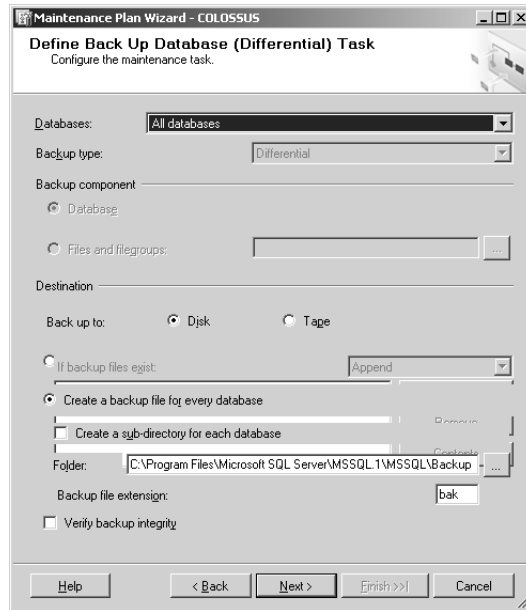 Maintenance Plan Wizard - COLOSSUS
Define Back Up Database (Differential) Task
Configure the maintenance task.
Databases: All databases
Backup type: Differential
Backup component
Database
Files and filegroups: ...
Destination
Back up to: Disk Tape
If backup files exist: Append
Create a backup file for every database
Remove
Create a sub-directory for each database
Contents
Folder: C:\Program Files\Microsoft SQL Server\MSSQL.1\MSSQL\Backup ...
Backup file extension: bak
Verify backup integrity
Help < Back Next > Finish >>| Cancel